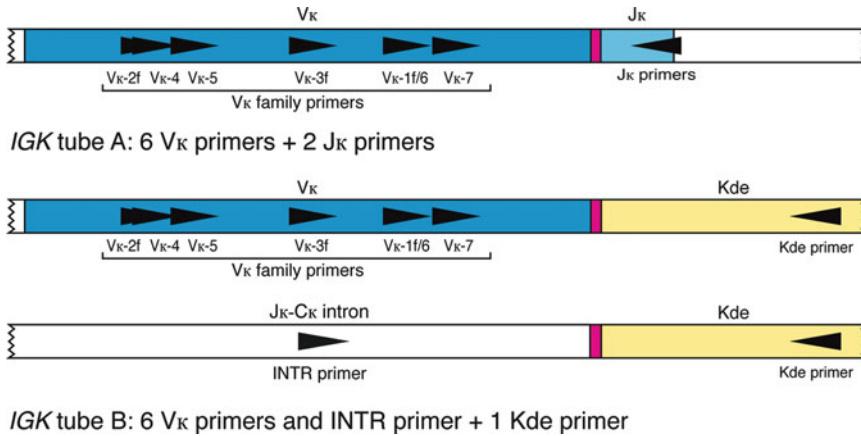 Vκ Jκ
Vκ-2f Vκ-4 Vκ-5 Vκ-3f Vκ-1f/6 Vκ-7 Jκ primers
Vκ family primers
IGK tube A: 6 Vκ primers + 2 Jκ primers
Vκ Kde
Vκ-2f Vκ-4 Vκ-5 Vκ-3f Vκ-1f/6 Vκ-7 Kde primer
Vκ family primers
Jκ-Cκ intron Kde
INTR primer Kde primer
IGK tube B: 6 Vκ primers and INTR primer + 1 Kde primer